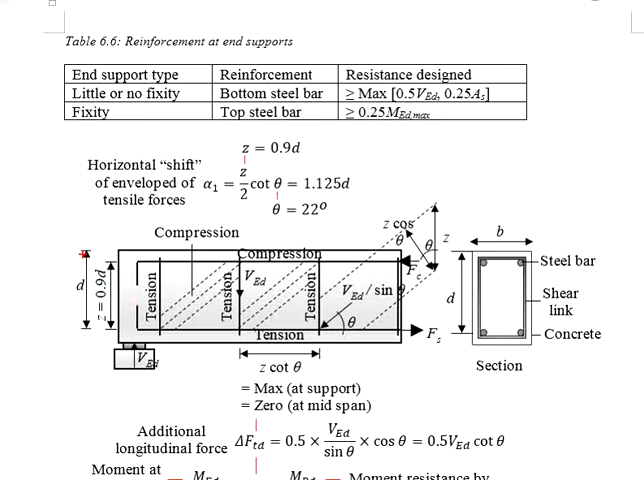 Table 6.6: Reinforcement at end supports
End support type Reinforcement Resistance designed
Little or no fixity Bottom steel bar ≥ Max [0.5V_Ed, 0.25A_s]
Fixity Top steel bar ≥ 0.25M_Ed,max
z = 0.9d
Horizontal “shift”
of enveloped of α₁ = z/2 cot θ = 1.125d
tensile forces
θ = 22⁰
Compression
z cos θ
θ
z
b
Compression
Steel bar
d
z = 0.9d
Tension
Tension
V_Ed
Tension
V_Ed / sin θ
F_c
d
Shear
link
θ
Tension
F_s
Concrete
V_Ed
z cot θ
Section
= Max (at support)
= Zero (at mid span)
Additional
longitudinal force ΔF_td = 0.5 × V_Ed/sin θ × cos θ = 0.5V_Ed cot θ
Moment at
Moment resistance by